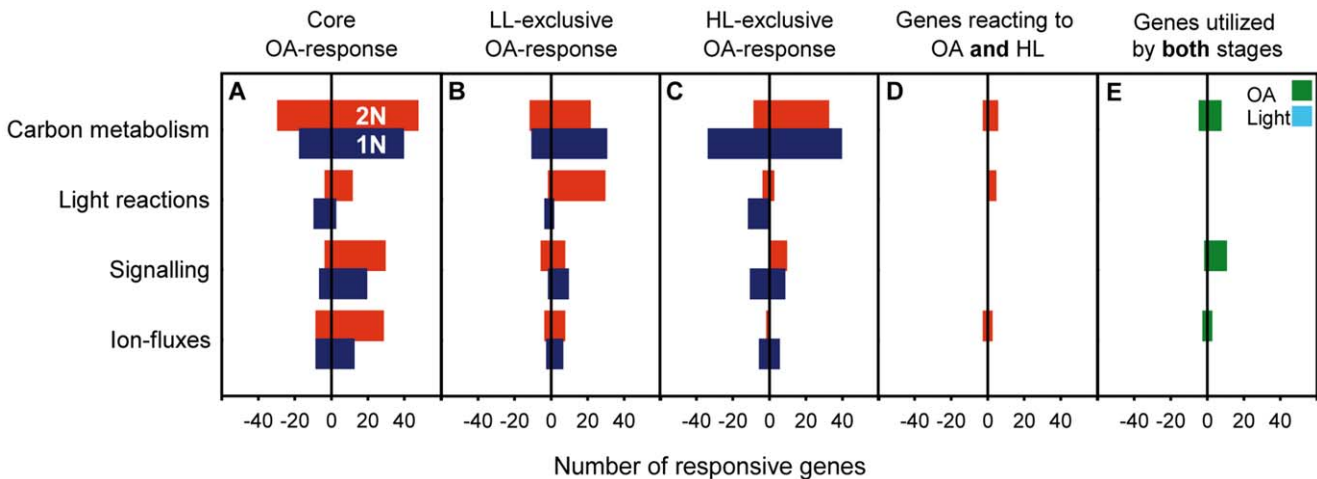 Core
OA-response
LL-exclusive
OA-response
HL-exclusive
OA-response
Genes reacting to
OA and HL
Genes utilized
by both stages
A
B
C
D
E
OA
Light
2N
1N
Carbon metabolism
Light reactions
Signalling
Ion-fluxes
-40 -20 0 20 40
-40 -20 0 20 40
-40 -20 0 20 40
-40 -20 0 20 40
-40 -20 0 20 40
Number of responsive genes